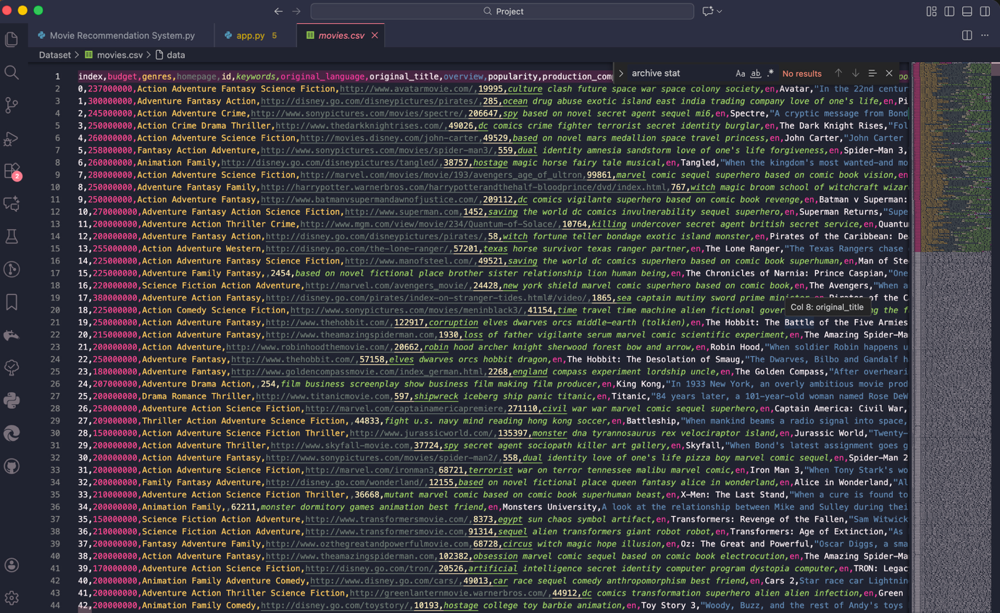 Project
Movie Recommendation System.py
app.py 5
movies.csv
Dataset > movies.csv > data
archive stat
Aa ab .* No results
1 index,budget,genres,homepage,id,keywords,original_language,original_title,overview,popularity,production_com
2 0,237000000,Action Adventure Fantasy Science Fiction,http://www.avatarmovie.com/,19995,culture clash future space war space colony society,en,Avatar,"In the 22nd centur
3 1,300000000,Adventure Fantasy Action,http://disney.go.com/disneypictures/pirates/,285,ocean drug abuse exotic island east india trading company love of one's life,en,Pi
4 2,245000000,Action Adventure Crime,http://www.sonypictures.com/movies/spectre/,206647,spy based on novel secret agent sequel mi6,en,Spectre,"A cryptic message from Bond
5 3,250000000,Action Crime Drama Thriller,http://www.thedarkknightrises.com/,49026,dc comics crime fighter terrorist secret identity burglar,en,The Dark Knight Rises,"Fol
6 4,260000000,Action Adventure Science Fiction,http://movies.disney.com/john-carter,49529,based on novel mars medallion space travel princess,en,John Carter,"John Carter
7 5,258000000,Fantasy Action Adventure,http://www.sonypictures.com/movies/spider-man3/,559,dual identity amnesia sandstorm love of one's life forgiveness,en,Spider-Man 3,
8 6,260000000,Animation Family,http://disney.go.com/disneypictures/tangled/,38757,hostage magic horse fairy tale musical,en,Tangled,"When the kingdom's most wanted—and mo
9 7,280000000,Action Adventure Science Fiction,http://marvel.com/movies/movie/193/avengers_age_of_ultron,99861,marvel comic sequel superhero based on comic book vision,en
10 8,250000000,Adventure Fantasy Family,http://harrypotter.warnerbros.com/harrypotterandthehalf-bloodprince/dvd/index.html,767,witch magic broom school of witchcraft wizar
11 9,250000000,Action Adventure Fantasy,http://www.batmanvsupermandawnofjustice.com/,209112,dc comics vigilante superhero based on comic book revenge,en,Batman v Superman:
12 10,270000000,Adventure Fantasy Action Science Fiction,http://www.superman.com,1452,saving the world dc comics invulnerability sequel superhero,en,Superman Returns,"Supe
13 11,200000000,Adventure Action Thriller Crime,http://www.mgm.com/view/movie/234/Quantum-of-Solace/,10764,killing undercover secret agent british secret service,en,Quantu
14 12,200000000,Adventure Fantasy Action,http://disney.go.com/disneypictures/pirates/,58,witch fortune teller bondage exotic island monster,en,Pirates of the Caribbean: De
15 13,255000000,Action Adventure Western,http://disney.go.com/the-lone-ranger/,57201,texas horse survivor texas ranger partner,en,The Lone Ranger,"The Texas Rangers chase
16 14,225000000,Action Adventure Fantasy Science Fiction,http://www.manofsteel.com/,49521,saving the world dc comics superhero based on comic book superhuman,en,Man of Ste
17 15,225000000,Adventure Family Fantasy,,2454,based on novel fictional place brother sister relationship lion human being,en,The Chronicles of Narnia: Prince Caspian,"One
18 16,220000000,Science Fiction Action Adventure,http://marvel.com/avengers_movie/,24428,new york shield marvel comic superhero based on comic book,en,The Avengers,"When a
19 17,380000000,Adventure Action Fantasy,http://disney.go.com/pirates/index-on-stranger-tides.html#/video/,1865,sea captain mutiny sword prime minister,en,Pirates of the C
20 18,225000000,Action Comedy Science Fiction,http://www.sonypictures.com/movies/meninblack3/,41154,time travel time machine alien fictional gover ng the f
Col 8: original_title
21 19,250000000,Action Adventure Fantasy,http://www.thehobbit.com/,122917,corruption elves dwarves orcs middle-earth (tolkien),en,The Hobbit: The Battle of the Five Armies
22 20,215000000,Action Adventure Fantasy,http://www.theamazingspiderman.com,1930,loss of father vigilante serum marvel comic scientific experiment,en,The Amazing Spider-Ma
23 21,200000000,Action Adventure,http://www.robinhoodthemovie.com/,20662,robin hood archer knight sherwood forest bow and arrow,en,Robin Hood,"When soldier Robin happens u
24 22,250000000,Adventure Fantasy,http://www.thehobbit.com/,57158,elves dwarves orcs hobbit dragon,en,The Hobbit: The Desolation of Smaug,"The Dwarves, Bilbo and Gandalf h
25 23,180000000,Adventure Fantasy,http://www.goldencompassmovie.com/index_german.html,2268,england compass experiment lordship uncle,en,The Golden Compass,"After overheari
26 24,207000000,Adventure Drama Action,,254,film business screenplay show business film making film producer,en,King Kong,"In 1933 New York, an overly ambitious movie prod
27 25,200000000,Drama Romance Thriller,http://www.titanicmovie.com,597,shipwreck iceberg ship panic titanic,en,Titanic,"84 years later, a 101-year-old woman named Rose DeW
28 26,250000000,Adventure Action Science Fiction,http://marvel.com/captainamericapremiere,271110,civil war war marvel comic sequel superhero,en,Captain America: Civil War,
29 27,209000000,Thriller Action Adventure Science Fiction,,44833,fight u.s. navy mind reading hong kong soccer,en,Battleship,"When mankind beams a radio signal into space,
30 28,150000000,Action Adventure Science Fiction Thriller,http://www.jurassicworld.com/,135397,monster dna tyrannosaurus rex velociraptor island,en,Jurassic World,"Twenty-
31 29,200000000,Action Adventure Thriller,http://www.skyfall-movie.com,37724,spy secret agent sociopath killer art gallery,en,Skyfall,"When Bond's latest assignment goes g
32 30,200000000,Action Adventure Fantasy,http://www.sonypictures.com/movies/spider-man2/,558,dual identity love of one's life pizza boy marvel comic sequel,en,Spider-Man 2
33 31,200000000,Action Adventure Science Fiction,http://marvel.com/ironman3,68721,terrorist war on terror tennessee malibu marvel comic,en,Iron Man 3,"When Tony Stark's wo
34 32,200000000,Family Fantasy Adventure,http://disney.go.com/wonderland/,12155,based on novel fictional place queen fantasy alice in wonderland,en,Alice in Wonderland,"Al
35 33,210000000,Adventure Action Science Fiction Thriller,,36668,mutant marvel comic based on comic book superhuman beast,en,X-Men: The Last Stand,"When a cure is found to
36 34,200000000,Animation Family,,62211,monster dormitory games animation best friend,en,Monsters University,A look at the relationship between Mike and Sulley during thei
37 35,150000000,Science Fiction Action Adventure,http://www.transformersmovie.com/,8373,egypt sun chaos symbol artifact,en,Transformers: Revenge of the Fallen,"Sam Witwick
38 36,210000000,Science Fiction Action Adventure,http://www.transformersmovie.com,91314,sequel alien transformers giant robot robot,en,Transformers: Age of Extinction,"As
39 37,200000000,Fantasy Adventure Family,http://www.ozthegreatandpowerfulmovie.com,68728,circus witch magic hope illusion,en,Oz: The Great and Powerful,"Oscar Diggs, a sma
40 38,200000000,Action Adventure Fantasy,http://www.theamazingspiderman.com,102382,obsession marvel comic sequel based on comic book electrocution,en,The Amazing Spider-Ma
41 39,170000000,Adventure Action Science Fiction,http://disney.go.com/tron/,20526,artificial intelligence secret identity computer program dystopia computer,en,TRON: Legac
42 40,200000000,Animation Family Adventure Comedy,http://www.disney.go.com/cars/,49013,car race sequel comedy anthropomorphism best friend,en,Cars 2,Star race car Lightnin
43 41,200000000,Adventure Action Thriller Science Fiction,http://greenlanternmovie.warnerbros.com/,44912,dc comics transformation superhero alien alien infection,en,Green
44 42,200000000,Animation Family Comedy,http://disney.go.com/toystory/,10193,hostage college toy barbie animation,en,Toy Story 3,"Woody, Buzz, and the rest of Andy's toys
2